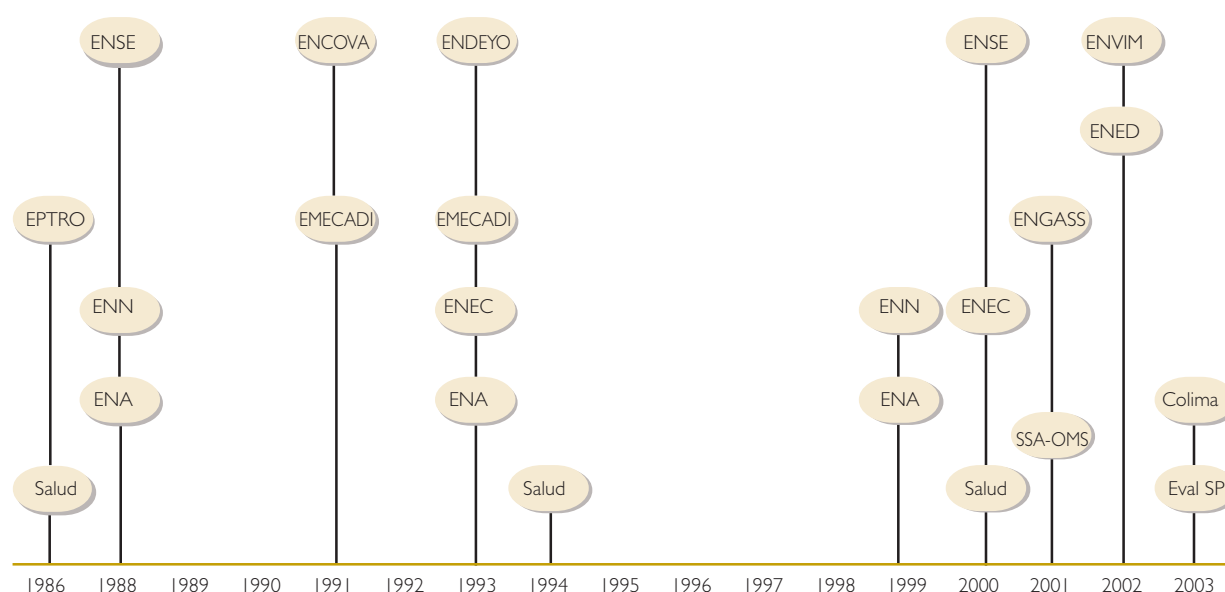 ENSE ENCOVA ENDEYO ENSE ENVIM
ENED
EPTRO EMECADI EMECADI ENGASS
ENN ENEC ENN ENEC
ENA ENA ENA Colima
SSA-OMS
Salud Salud Salud Eval SP
1986 1988 1989 1990 1991 1992 1993 1994 1995 1996 1997 1998 1999 2000 2001 2002 2003